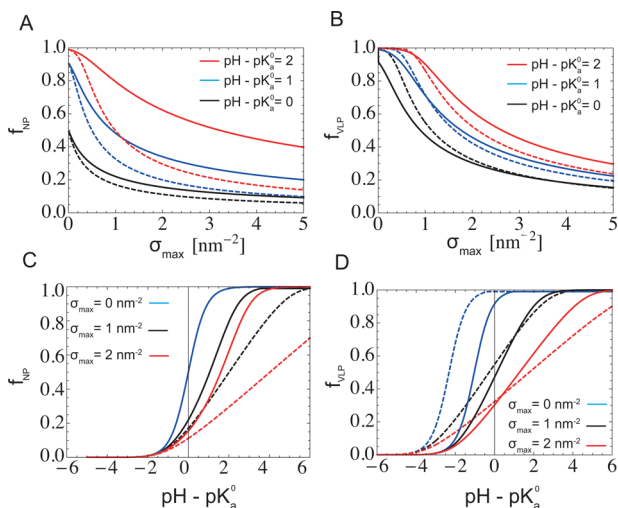 A
1.0
0.8
0.6
0.4
0.2
0.0
0 1 2 3 4 5
f_NP
σ_max [nm⁻²]
pH - pK_a^0 = 2
pH - pK_a^0 = 1
pH - pK_a^0 = 0
B
1.0
0.8
0.6
0.4
0.2
0.0
0 1 2 3 4 5
f_VLP
σ_max [nm⁻²]
pH - pK_a^0 = 2
pH - pK_a^0 = 1
pH - pK_a^0 = 0
C
1.0
0.8
0.6
0.4
0.2
0.0
−6 −4 −2 0 2 4 6
f_NP
pH - pK_a^0
σ_max = 0 nm⁻²
σ_max = 1 nm⁻²
σ_max = 2 nm⁻²
D
1.0
0.8
0.6
0.4
0.2
0.0
−6 −4 −2 0 2 4 6
f_VLP
pH - pK_a^0
σ_max = 0 nm⁻²
σ_max = 1 nm⁻²
σ_max = 2 nm⁻²